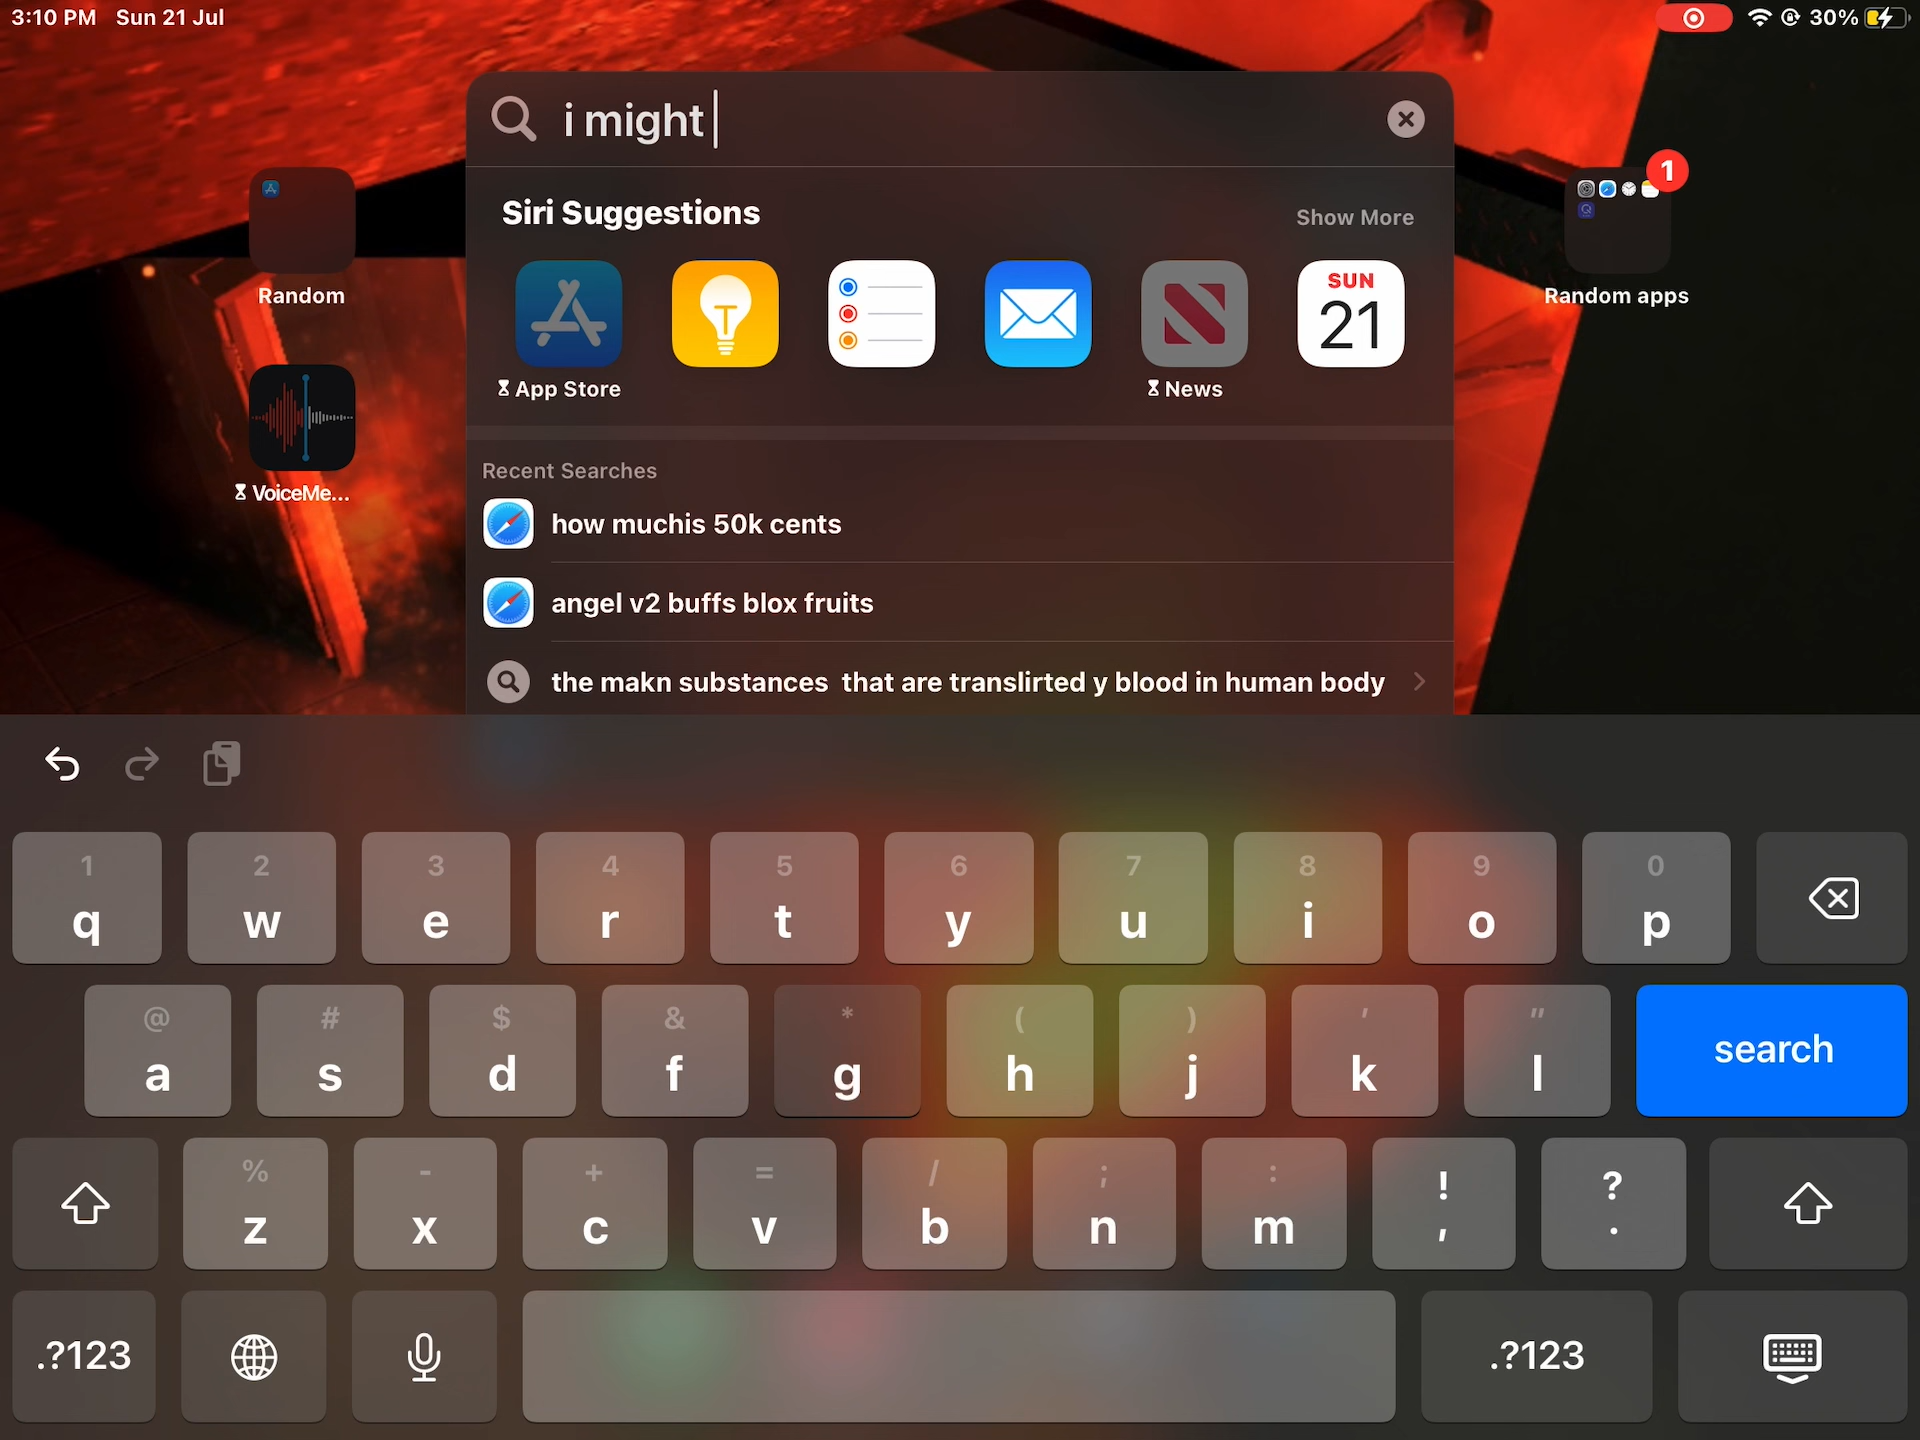 3:10 PM Sun 21 Jul
30%
i might
Siri Suggestions
Show More
1
SUN
21
T
Random
Random apps
App Store
News
VoiceMe...
Recent Searches
how muchis 50k cents
angel v2 buffs blox fruits
the makn substances that are translirted y blood in human body
1 2 3 4 5 6 7 8 9 0
q w e r t y u i o p
@ # $ & * ( ) ' "
a s d f g h j k l search
% - + = / ; : ! ?
z x c v b n m , .
.?123 .?123